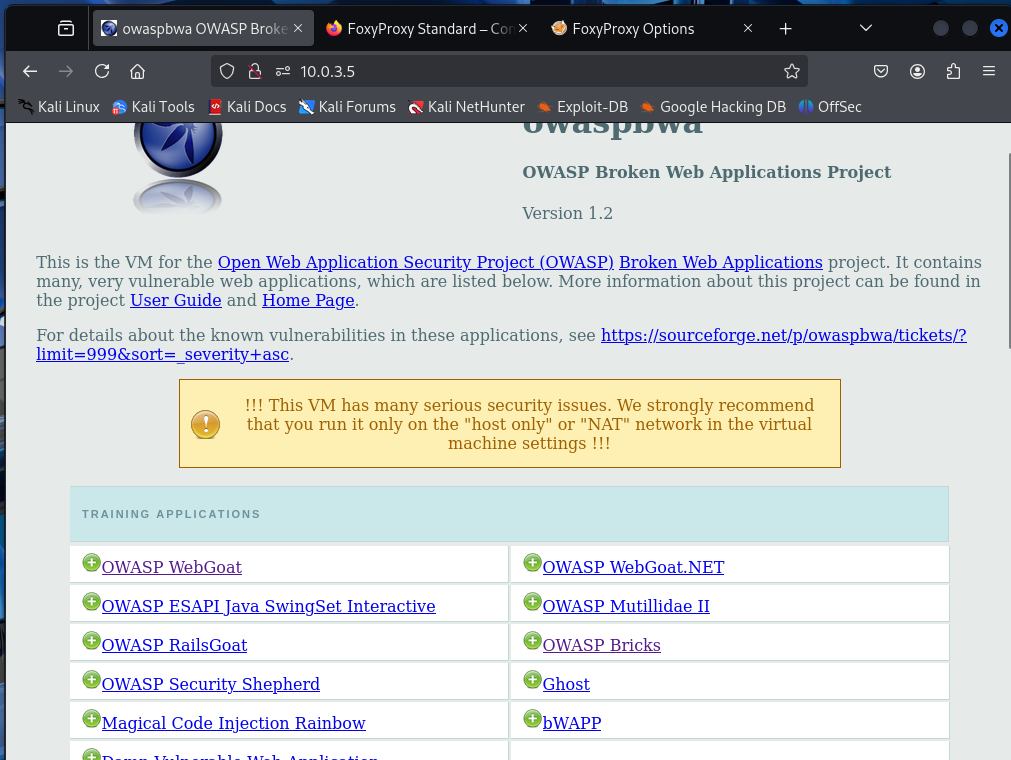 owaspbwa OWASP Broke
FoxyProxy Standard – Con
FoxyProxy Options
10.0.3.5
Kali Linux
Kali Tools
Kali Docs
Kali Forums
Kali NetHunter
Exploit-DB
Google Hacking DB
OffSec
owaspbwa
OWASP Broken Web Applications Project
Version 1.2
This is the VM for the Open Web Application Security Project (OWASP) Broken Web Applications project. It contains
many, very vulnerable web applications, which are listed below. More information about this project can be found in
the project User Guide and Home Page.
For details about the known vulnerabilities in these applications, see https://sourceforge.net/p/owaspbwa/tickets/?
limit=999&sort=_severity+asc.
!!! This VM has many serious security issues. We strongly recommend
that you run it only on the "host only" or "NAT" network in the virtual
machine settings !!!
TRAINING APPLICATIONS
OWASP WebGoat
OWASP WebGoat.NET
OWASP ESAPI Java SwingSet Interactive
OWASP Mutillidae II
OWASP RailsGoat
OWASP Bricks
OWASP Security Shepherd
Ghost
Magical Code Injection Rainbow
bWAPP
Damn Vulnerable Web Application